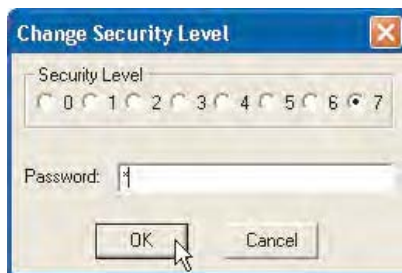 Change Security Level
Security Level
0 1 2 3 4 5 6 7
Password: *
OK Cancel